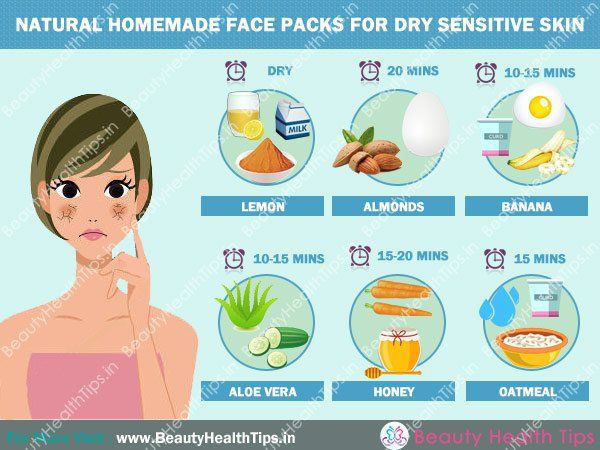 NATURAL HOMEMADE FACE PACKS FOR DRY SENSITIVE SKIN
DRY
20 MINS
10-15 MINS
MILK
CURD
LEMON
ALMONDS
BANANA
10-15 MINS
15-20 MINS
15 MINS
CURD
ALOE VERA
HONEY
OATMEAL
For More Visit : www.BeautyHealthTips.in
Beauty Health Tips
BeautyHealthTips.in